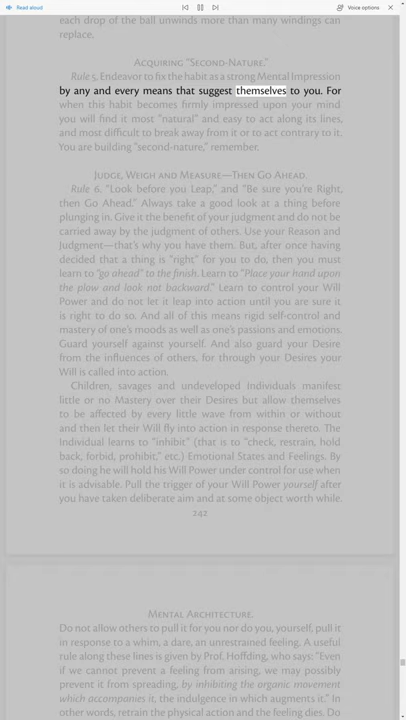 Read aloud
Voice options
each drop of the ball unwinds more than many windings can
replace.
Acquiring "Second-Nature."
Rule 5. Endeavor to fix the habit as a strong Mental Impression
by any and every means that suggest themselves to you. For
when this habit becomes firmly impressed upon your mind
you will find it most "natural" and easy to act along its lines,
and most difficult to break away from it or to act contrary to it.
You are building "second-nature," remember.
Judge, Weigh and Measure—Then Go Ahead.
Rule 6. "Look before you Leap," and "Be sure you're Right,
then Go Ahead." Always take a good look at a thing before
plunging in. Give it the benefit of your judgment and do not be
carried away by the judgment of others. Use your Reason and
Judgment—that's why you have them. But, after once having
decided that a thing is "right" for you to do, then you must
learn to "go ahead" to the finish. Learn to "Place your hand upon
the plow and look not backward." Learn to control your Will
Power and do not let it leap into action until you are sure it
is right to do so. And all of this means rigid self-control and
mastery of one's moods as well as one's passions and emotions.
Guard yourself against yourself. And also guard your Desire
from the influences of others, for through your Desires your
Will is called into action.
Children, savages and undeveloped Individuals manifest
little or no Mastery over their Desires but allow themselves
to be affected by every little wave from within or without
and then let their Will fly into action in response thereto. The
Individual learns to "inhibit" (that is to "check, restrain, hold
back, forbid, prohibit," etc.) Emotional States and Feelings. By
so doing he will hold his Will Power under control for use when
it is advisable. Pull the trigger of your Will Power yourself after
you have taken deliberate aim and at some object worth while.
242
Mental Architecture.
Do not allow others to pull it for you nor do you, yourself, pull it
in response to a whim, a dare, an unrestrained feeling. A useful
rule along these lines is given by Prof. Hoffding, who says: "Even
if we cannot prevent a feeling from arising, we may possibly
prevent it from spreading, by inhibiting the organic movement
which accompanies it, the indulgence in which augments it." In
other words, retrain the physical action and the feeling dies. Do